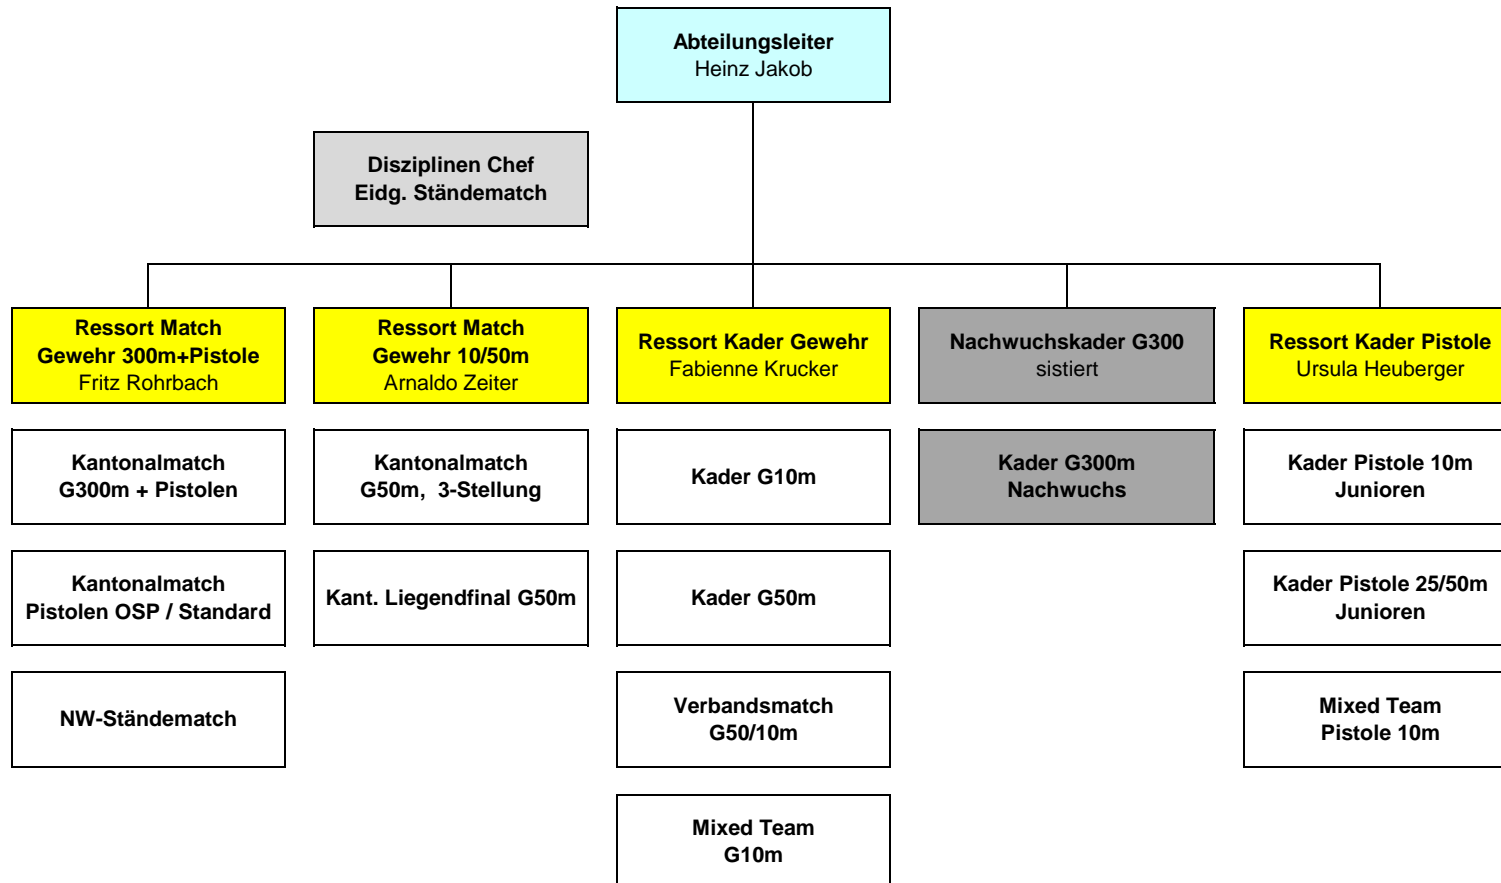 Abteilungsleiter
Heinz Jakob
Disziplinen Chef
Eidg. Ständematch
Ressort Match
Gewehr 300m+Pistole
Fritz Rohrbach
Ressort Match
Gewehr 10/50m
Arnaldo Zeiter
Ressort Kader Gewehr
Fabienne Krucker
Nachwuchskader G300
sistiert
Ressort Kader Pistole
Ursula Heuberger
Kantonalmatch
G300m + Pistolen
Kantonalmatch
G50m,  3-Stellung
Kader G10m
Kader G300m
Nachwuchs
Kader Pistole 10m
Junioren
Kantonalmatch
Pistolen OSP / Standard
Kant. Liegendfinal G50m
Kader G50m
Kader Pistole 25/50m
Junioren
NW-Ständematch
Verbandsmatch
G50/10m
Mixed Team
Pistole 10m
Mixed Team
G10m